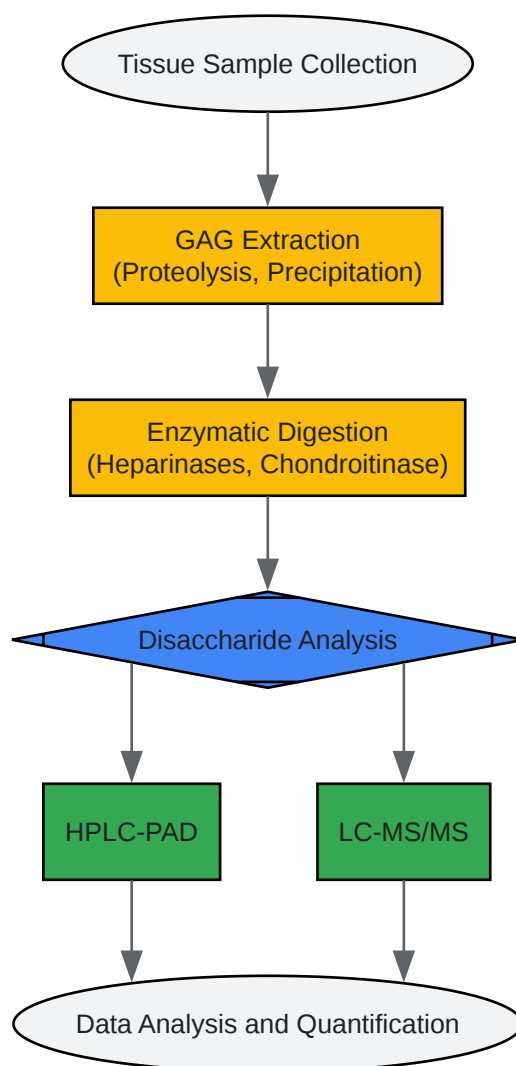 Tissue Sample Collection
GAG Extraction
(Proteolysis, Precipitation)
Enzymatic Digestion
(Heparinases, Chondroitinase)
Disaccharide Analysis
HPLC-PAD
LC-MS/MS
Data Analysis and Quantification